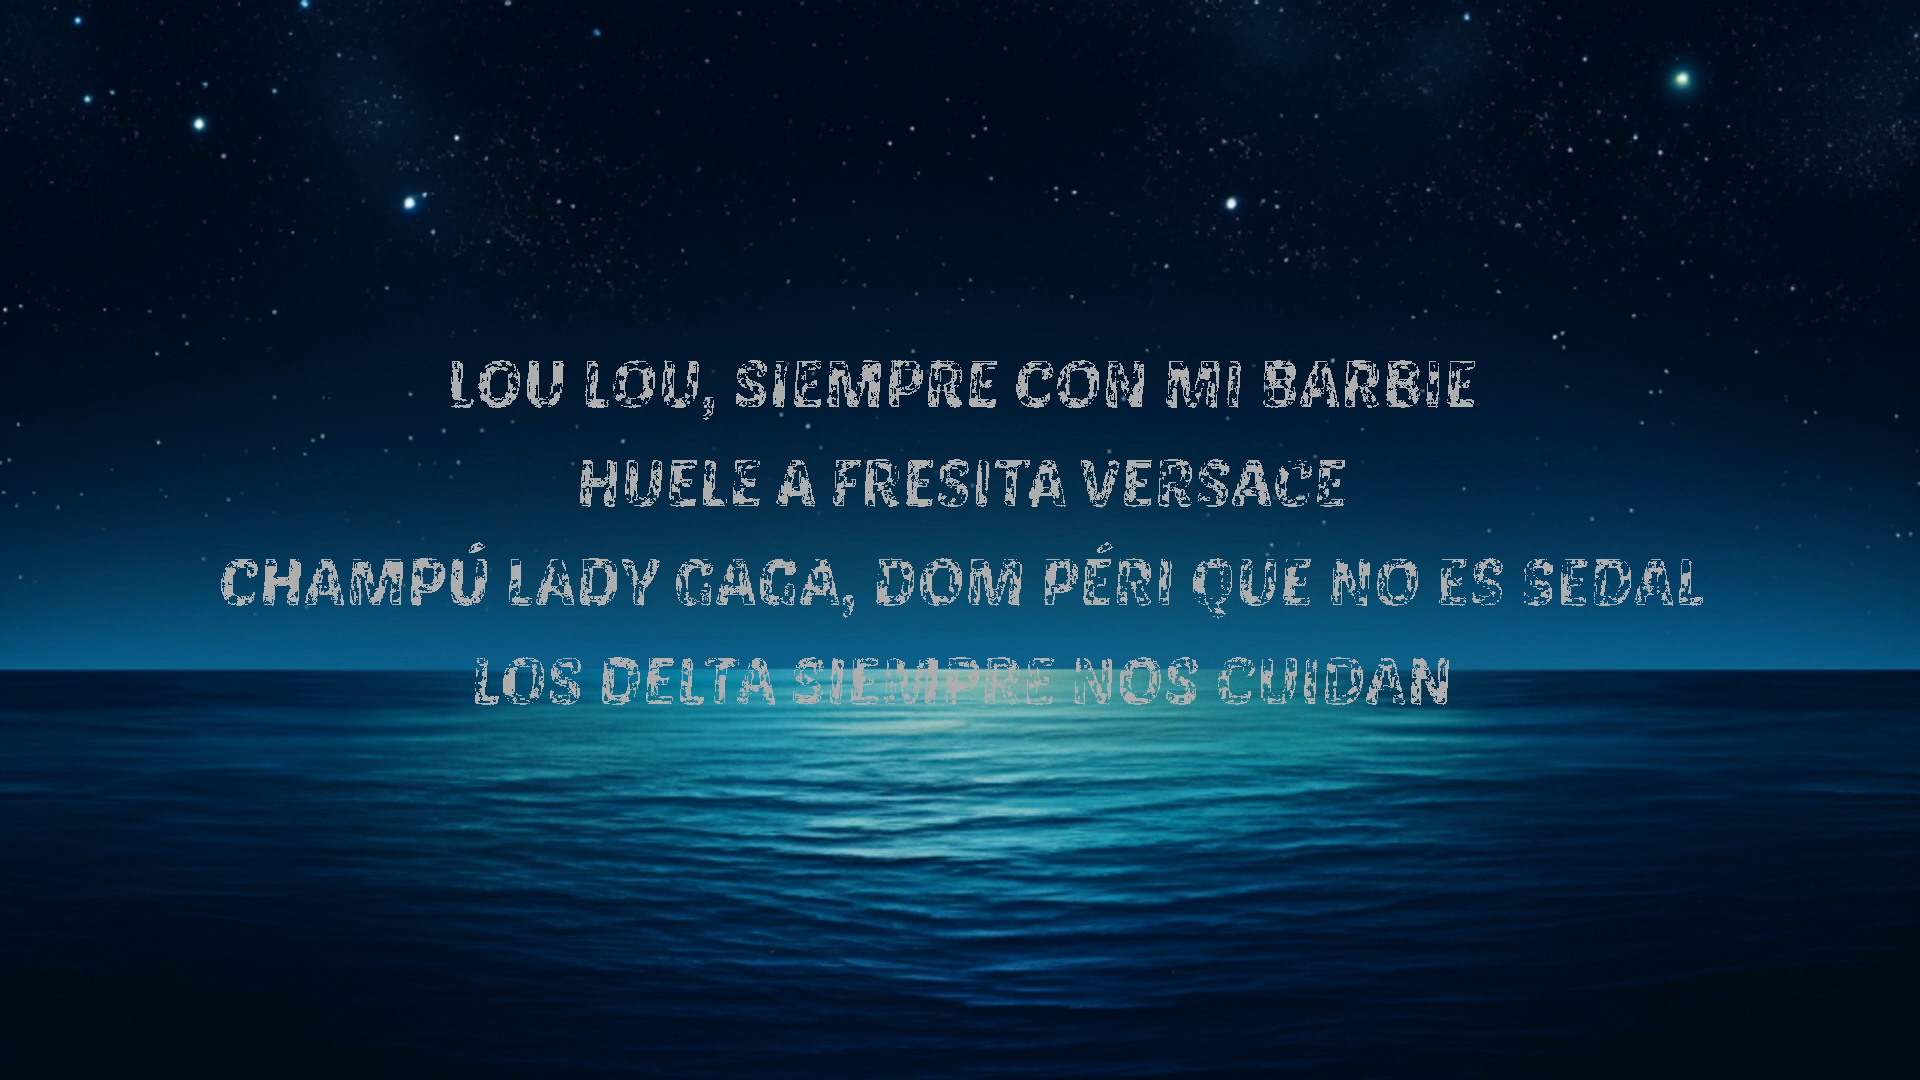 LOU LOU, SIEMPRE CON MI BARBIE
HUELE A FRESITA VERSACE
CHAMPÚ LADY GAGA, DOM PÉRI QUE NO ES SEDAL
LOS DELTA SIEMPRE NOS CUIDAN